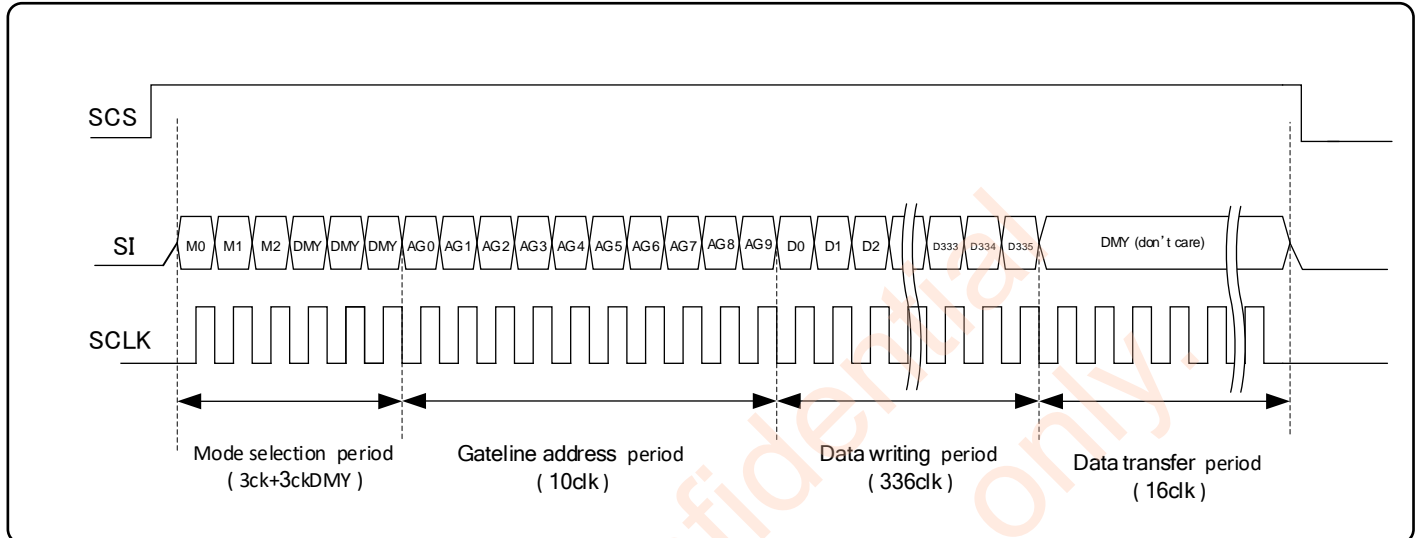 SCS
SI
M0 M1 M2 DMY DMY DMY AG0 AG1 AG2 AG3 AG4 AG5 AG6 AG7 AG8 AG9 D0 D1 D2 D333 D334 D335 DMY (don't care)
SCLK
Mode selection period
( 3ck+3ckDMY )
Gateline address period
( 10clk )
Data writing period
( 336clk )
Data transfer period
( 16clk )
fidential
only.